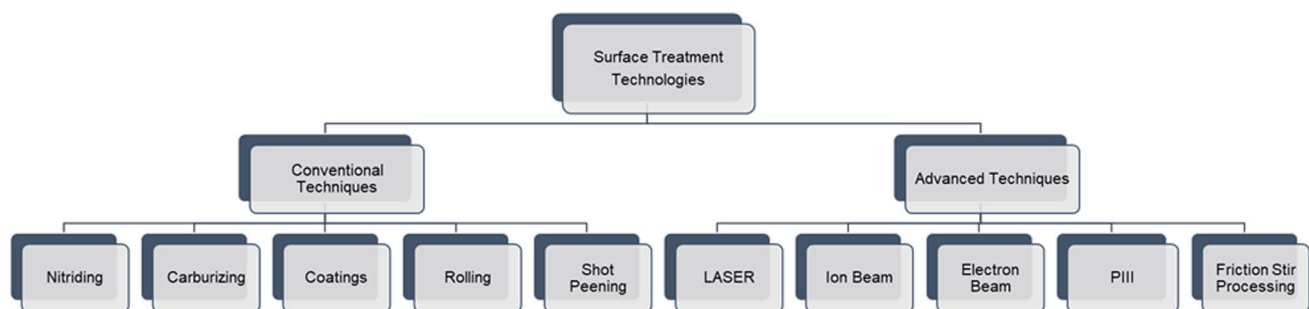 Surface Treatment
Technologies
Conventional
Techniques
Advanced Techniques
Nitriding
Carburizing
Coatings
Rolling
Shot
Peening
LASER
Ion Beam
Electron
Beam
PIII
Friction Stir
Processing